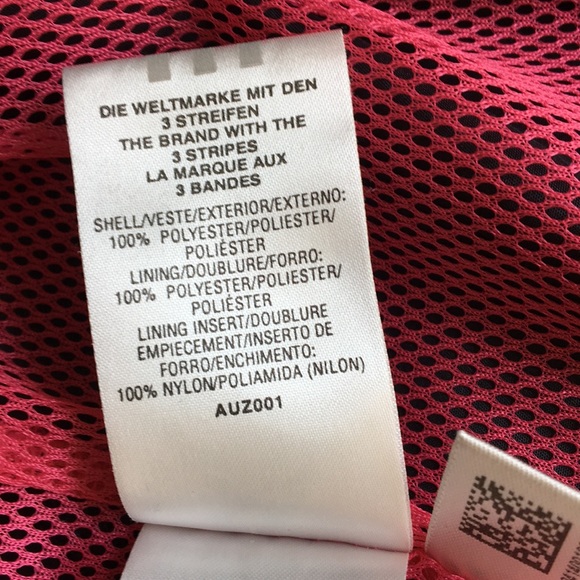 DIE WELTMARKE MIT DEN
3 STREIFEN
THE BRAND WITH THE
3 STRIPES
LA MARQUE AUX
3 BANDES
SHELL/VESTE/EXTERIOR/EXTERNO:
100% POLYESTER/POLIESTER/
POLIÉSTER
LINING/DOUBLURE/FORRO:
100% POLYESTER/POLIESTER/
POLIÉSTER
LINING INSERT/DOUBLURE
EMPIECEMENT/INSERTO DE
FORRO/ENCHIMENTO:
100% NYLON/POLIAMIDA (NILON)
AUZ001